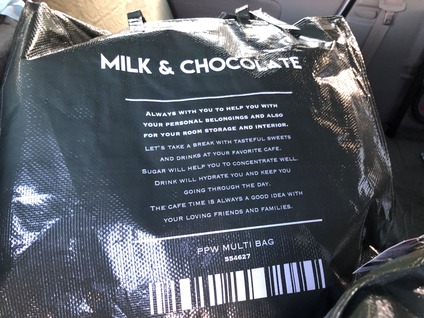 MILK & CHOCOLATE
ALWAYS WITH YOU TO HELP YOU WITH
YOUR PERSONAL BELONGINGS AND ALSO
FOR YOUR ROOM STORAGE AND INTERIOR.
LET'S TAKE A BREAK WITH TASTEFUL SWEETS
AND DRINKS AT YOUR FAVORITE CAFE.
SUGAR WILL HELP YOU TO CONCENTRATE WELL.
DRINK WILL HYDRATE YOU AND KEEP YOU
GOING THROUGH THE DAY.
THE CAFE TIME IS ALWAYS A GOOD IDEA WITH
YOUR LOVING FRIENDS AND FAMILIES.
PPW MULTI BAG
554627